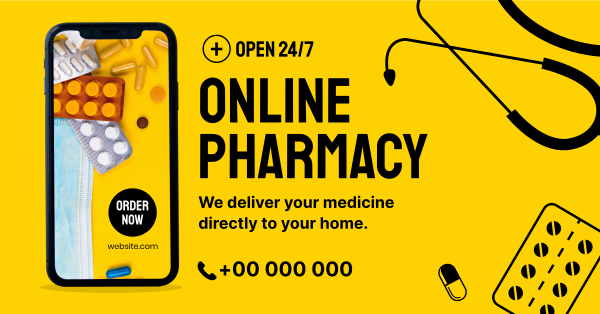 OPEN 24/7
ONLINE
PHARMACY
We deliver your medicine
directly to your home.
+00 000 000
ORDER
NOW
website.com